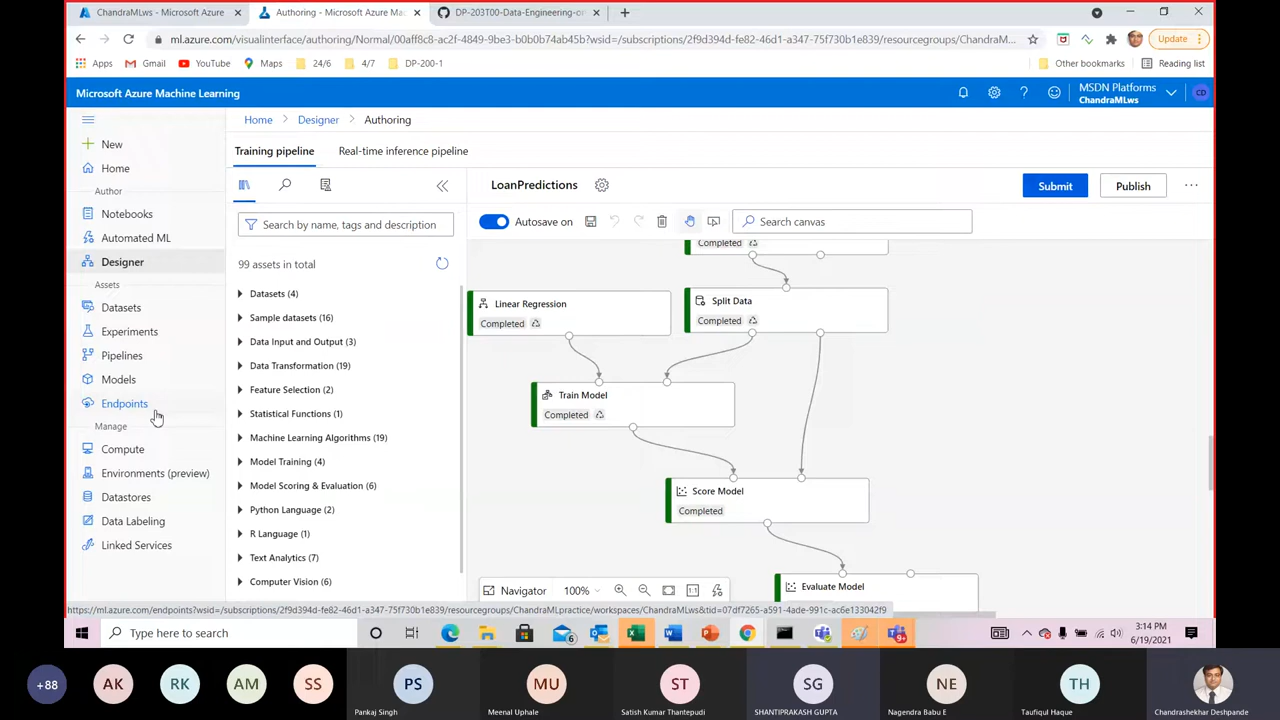 ChandraMLws - Microsoft Azure
Authoring - Microsoft Azure Mac
DP-203T00-Data-Engineering-on
ml.azure.com/visualinterface/authoring/Normal/00aff8c8-ac2f-4849-9be3-b0b0b74ab45b?wsid=/subscriptions/2f9d394d-fe82-46d1-a347-75f730b1e839/resourcegroups/ChandraM...
Update
Apps
Gmail
YouTube
Maps
24/6
4/7
DP-200-1
Other bookmarks
Reading list
Microsoft Azure Machine Learning
MSDN Platforms
ChandraMLws
CD
Home
Designer
Authoring
New
Home
Author
Notebooks
Automated ML
Designer
Assets
Datasets
Experiments
Pipelines
Models
Endpoints
Manage
Compute
Environments (preview)
Datastores
Data Labeling
Linked Services
Training pipeline
Real-time inference pipeline
Search by name, tags and description
99 assets in total
Datasets (4)
Sample datasets (16)
Data Input and Output (3)
Data Transformation (19)
Feature Selection (2)
Statistical Functions (1)
Machine Learning Algorithms (19)
Model Training (4)
Model Scoring & Evaluation (6)
Python Language (2)
R Language (1)
Text Analytics (7)
Computer Vision (6)
LoanPredictions
Submit
Publish
Autosave on
Search canvas
Completed
Linear Regression
Completed
Split Data
Completed
Train Model
Completed
Score Model
Completed
Evaluate Model
Navigator
100%
1:1
https://ml.azure.com/endpoints?wsid=/subscriptions/2f9d394d-fe82-46d1-a347-75f730b1e839/resourcegroups/ChandraMLpractice/workspaces/ChandraMLws&tid=07df7265-a591-4ade-991c-ac6e133042f9
Type here to search
6
9+
3:14 PM
6/19/2021
+88
AK
RK
AM
SS
PS
Pankaj Singh
MU
Meenal Uphale
ST
Satish Kumar Thantepudi
SG
SHANTIPRAKASH GUPTA
NE
Nagendra Babu E
TH
Taufiqul Haque
Chandrashekhar Deshpande